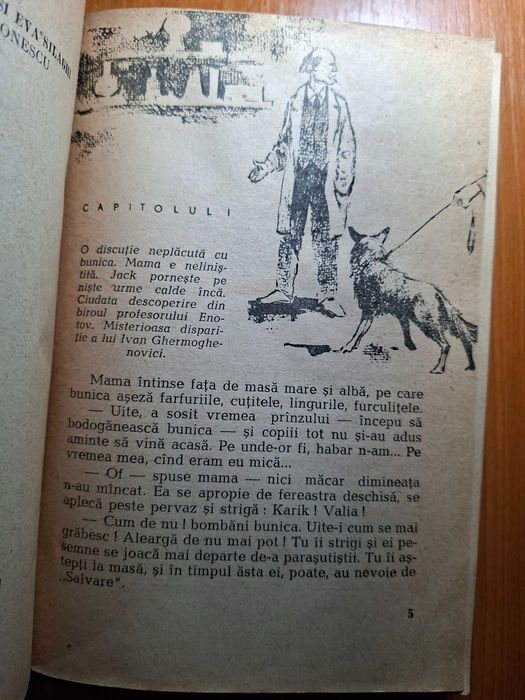 ȘI EVA SILAGHI
ONESCU
CAPITOLUL I
O discuție neplăcută cu
bunica. Mama e neliniș-
tită. Jack pornește pe
niște urme calde încă.
Ciudata descoperire din
biroul profesorului Eno-
tov. Misterioasa dispari-
ție a lui Ivan Ghermoghe-
novici.
Mama întinse fața de masă mare și albă, pe care
bunica așeză farfuriile, cuțitele, lingurile, furculițele.
— Uite, a sosit vremea prînzului — începu să
bodogănească bunica — și copiii tot nu și-au adus
aminte să vină acasă. Pe unde-or fi, habar n-am... Pe
vremea mea, cînd eram eu mică...
— Of — spuse mama — nici măcar dimineața
n-au mîncat. Ea se apropie de fereastra deschisă, se
aplecă peste pervaz și strigă : Karik ! Valia !
— Cum de nu ! bombăni bunica. Uite-i cum se mai
grăbesc ! Aleargă de nu mai pot ! Tu îi strigi și ei pe-
semne se joacă mai departe de-a parașutiștii. Tu îi aș-
tepți la masă, și în timpul ăsta ei, poate, au nevoie de
„Salvare".
5